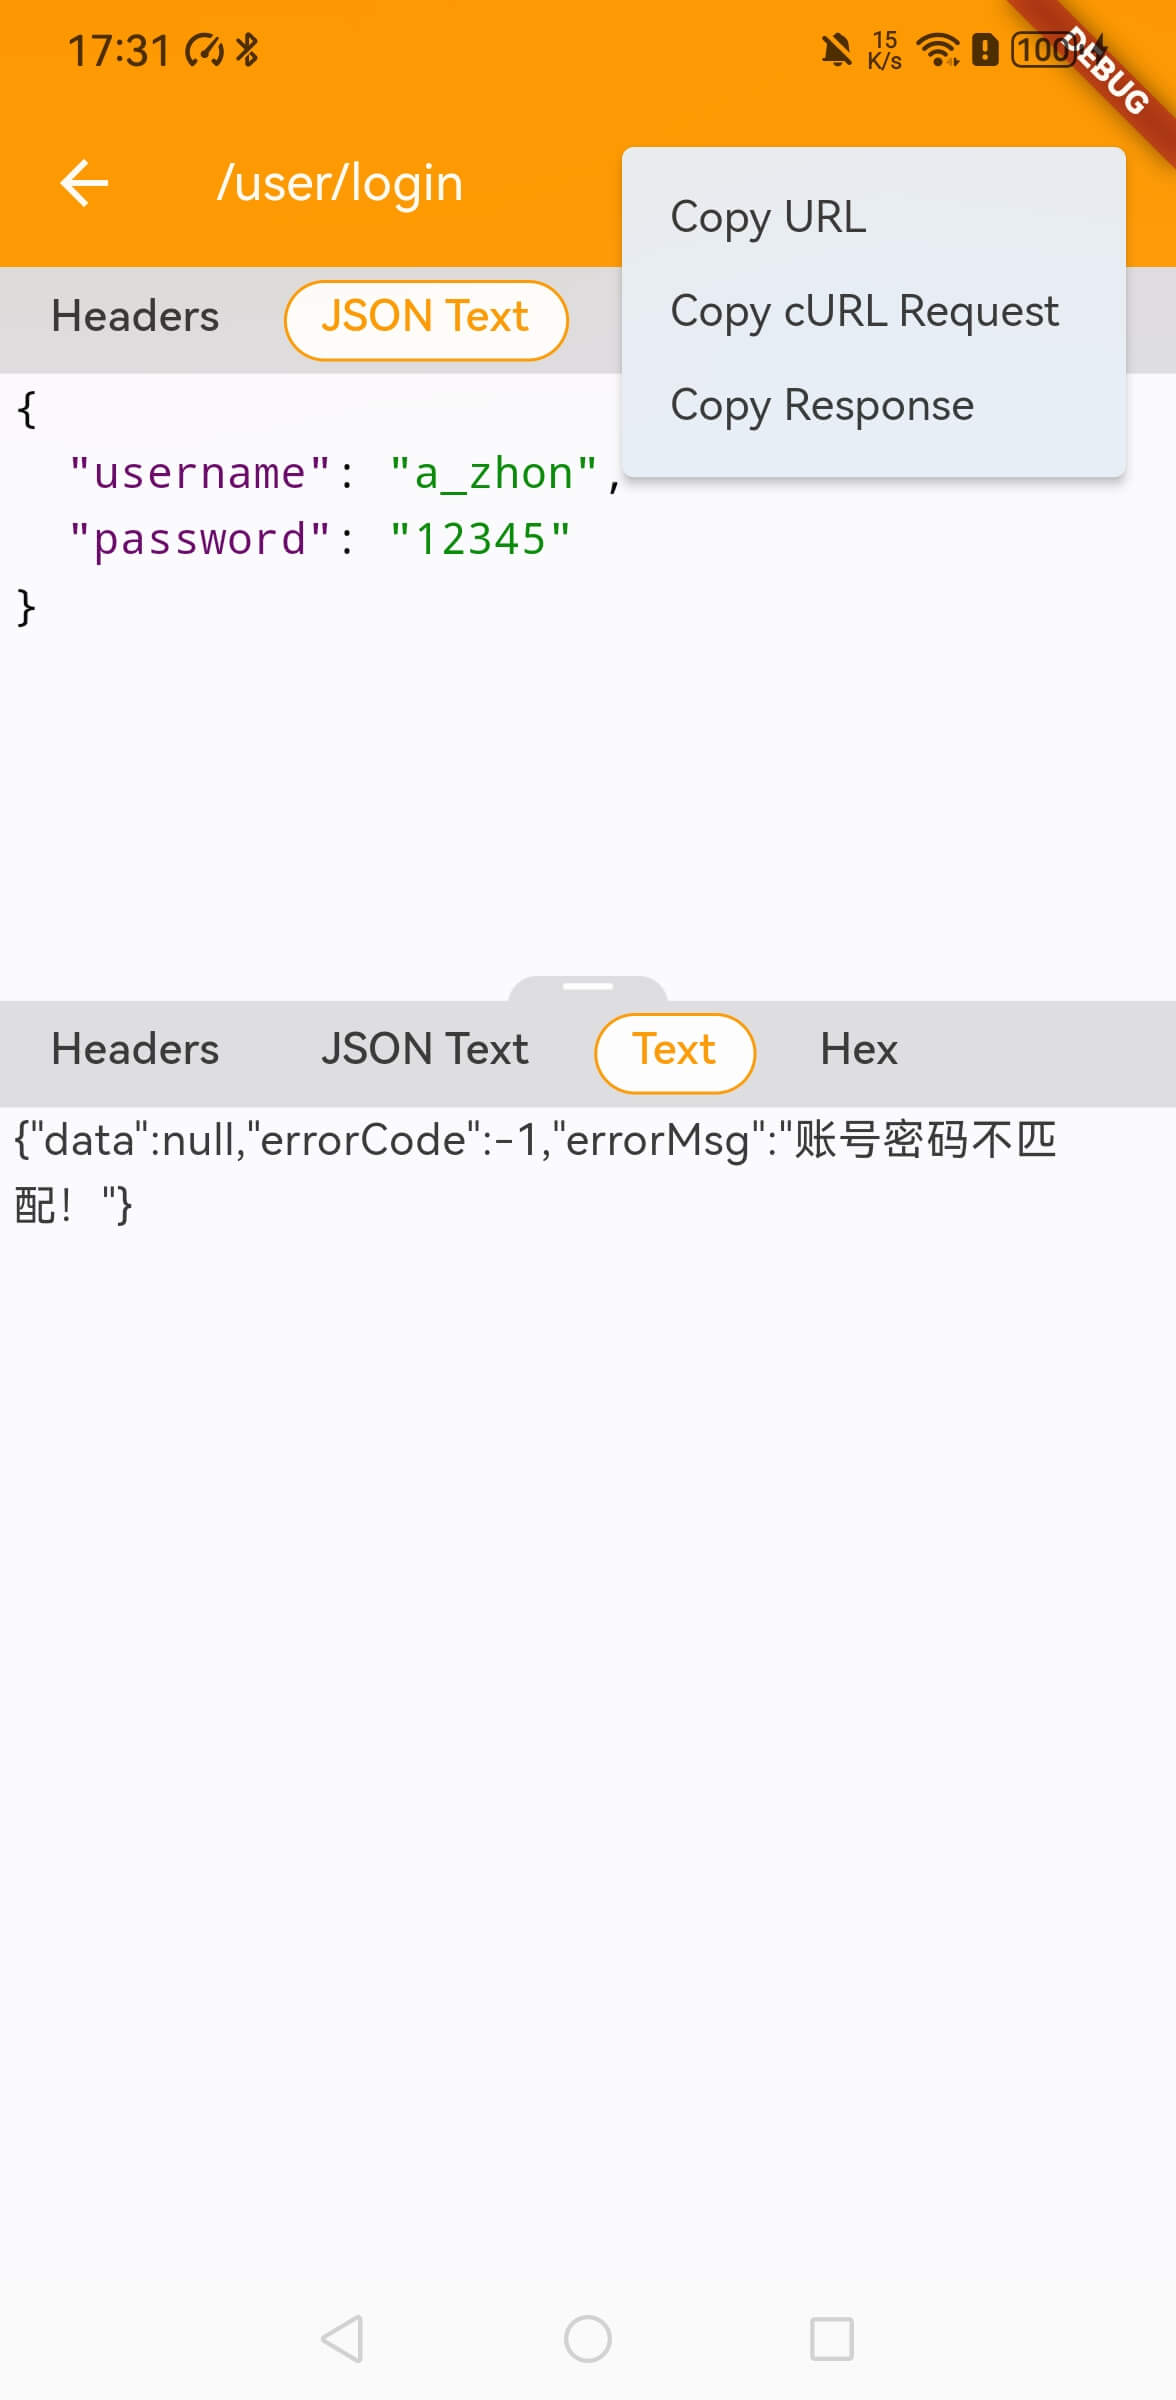 17:31
15
K/s
100
DEBUG
/user/login
Copy URL
Copy cURL Request
Copy Response
Headers
JSON Text
{
"username": "a_zhon",
"password": "12345"
}
Headers
JSON Text
Text
Hex
{"data":null,"errorCode":-1,"errorMsg":"账号密码不匹
配！"}